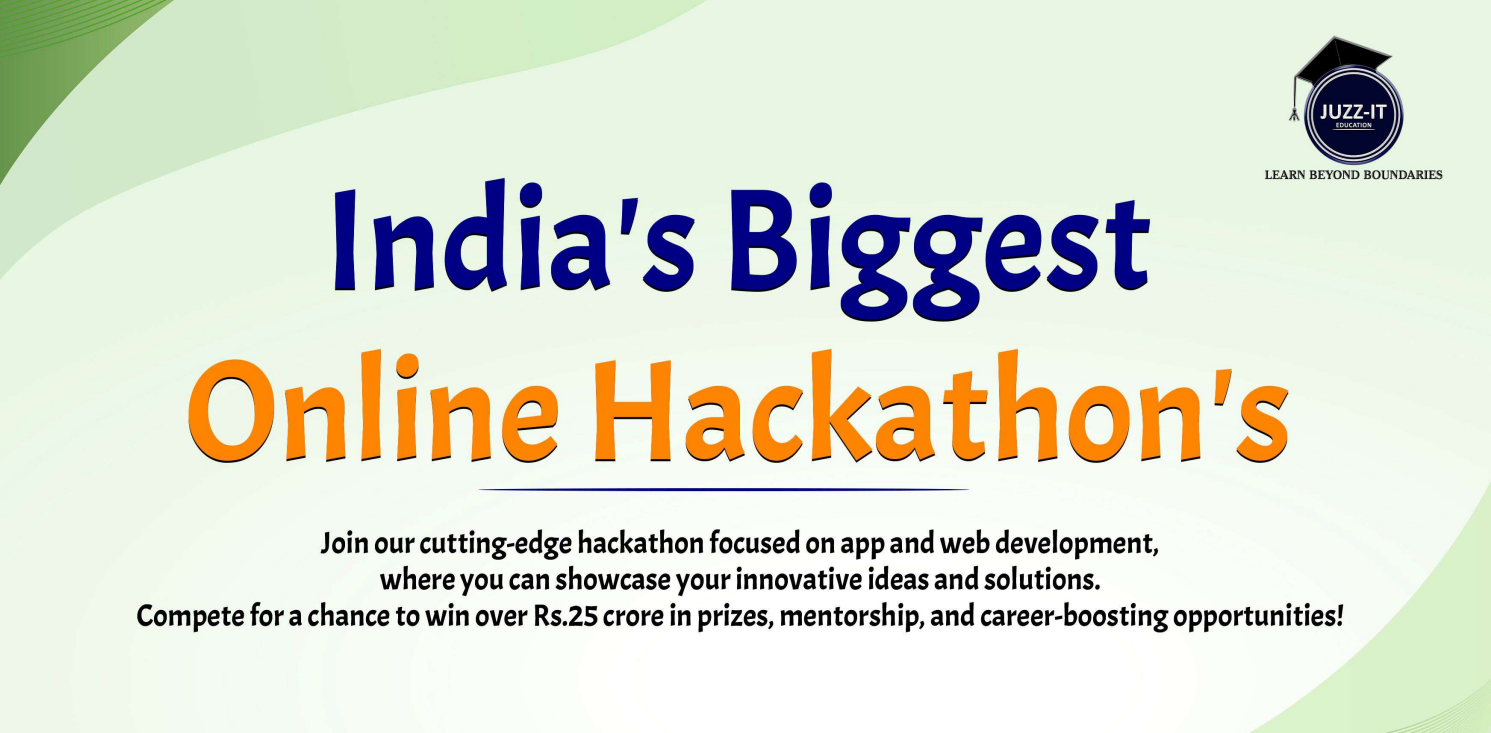 JUZZ-IT
EDUCATION
LEARN BEYOND BOUNDARIES
India's Biggest
Online Hackathon's
Join our cutting-edge hackathon focused on app and web development,
where you can showcase your innovative ideas and solutions.
Compete for a chance to win over Rs.25 crore in prizes, mentorship, and career-boosting opportunities!